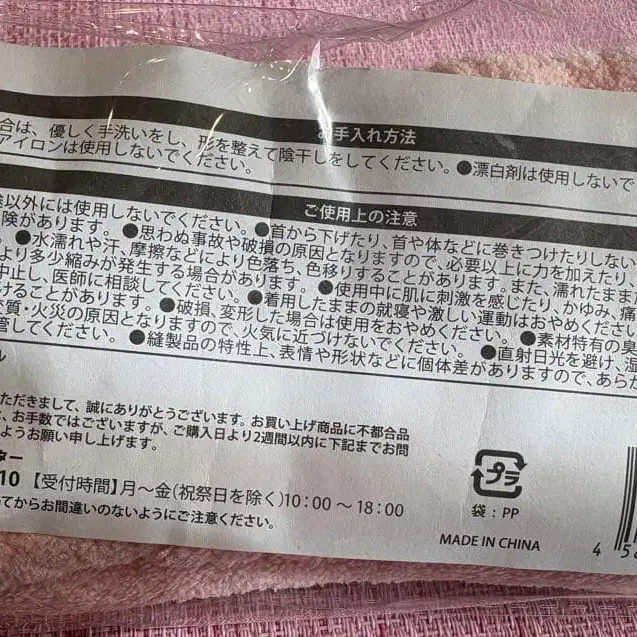 お手入れ方法
合は、優しく手洗いをし、形を整えて陰干しをしてください。●漂白剤は使用しないで
アイロンは使用しないでください。
ご使用上の注意
以外には使用しないでください。●首から下げたり、首や体などに巻きつけたりしない
険があります。●思わぬ事故や破損の原因となりますので、必要以上に力を加えたり、
●水濡れや汗、摩擦などにより色落ち、色移りすることがあります。また、濡れたまま、
より多少縮みが発生する場合があります。●使用中に肌に刺激を感じたり、かゆみ、痛
中止し、医師に相談してください。●着用したままでの就寝や激しい運動はおやめくださ
けることがあります。●破損、変形した場合は使用をおやめください。●素材特有の臭
変質・火災の原因となりますので、火気に近づけないでください。●直射日光を避け、湿
管してください。●縫製品の特性上、表情や形状などに個体差がありますので、あらか
ル
ただきまして、誠にありがとうございます。お買い上げ商品に不都合品
、お手数ではございますが、ご購入日より2週間以内に下記までお問
ようお願い申し上げます。
ター
10 【受付時間】月～金(祝祭日を除く)10:00～18:00
てからお間違いのないようにご注意ください。
プラ
袋:PP
MADE IN CHINA
4 58